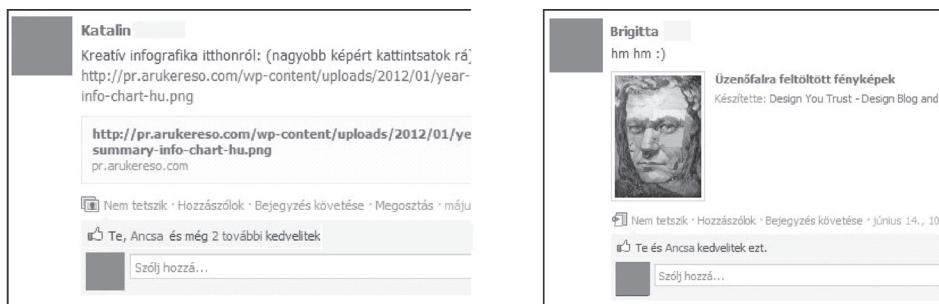 Katalin
Kreatív infografika itthonról: (nagyobb képért kattintsatok rá)
http://pr.arukereso.com/wp-content/uploads/2012/01/year-
info-chart-hu.png
http://pr.arukereso.com/wp-content/uploads/2012/01/ye
summary-info-chart-hu.png
pr.arukereso.com
Nem tetszik · Hozzászólok · Bejegyzés követése · Megosztás · máju
Te, Ancsa és még 2 további kedvelitek
Szólj hozzá...
Brigitta
hm hm :)
Üzenőfalra feltöltött fényképek
Készítette: Design You Trust - Design Blog and
Nem tetszik · Hozzászólok · Bejegyzés követése · június 14., 10
Te és Ancsa kedvelitek ezt.
Szólj hozzá...